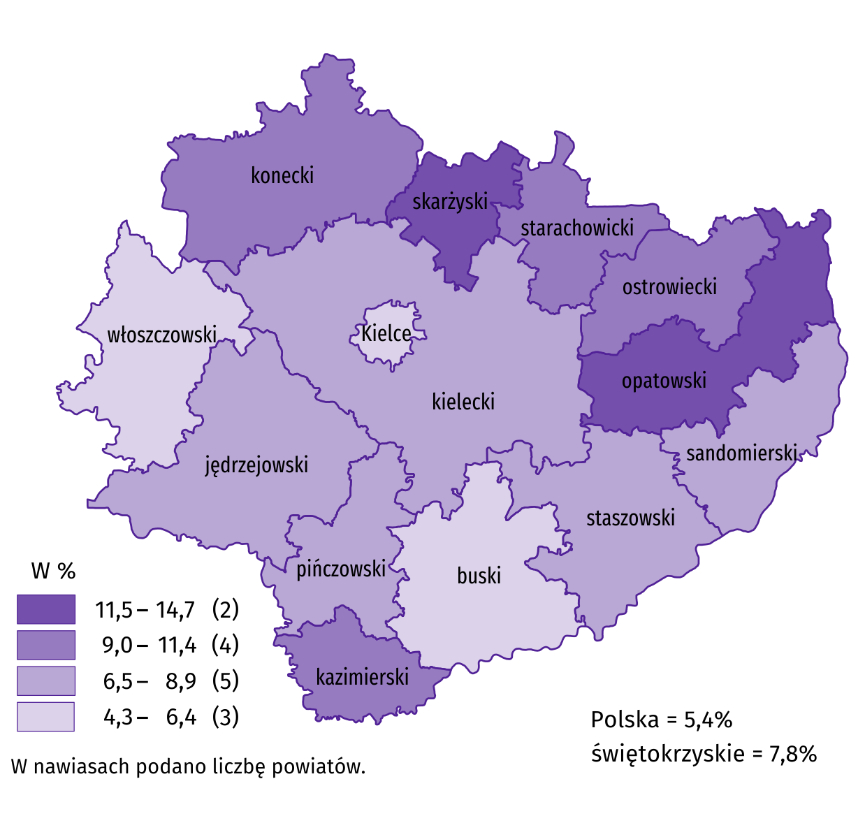 konecki
skarżyski
starachowicki
ostrowiecki
włoszczowski
Kielce
opatowski
kielecki
sandomierski
jędrzejowski
staszowski
pińczowski
buski
kazimierski
W %
11,5 – 14,7 (2)
9,0 – 11,4 (4)
6,5 – 8,9 (5)
4,3 – 6,4 (3)
Polska = 5,4%
świętokrzyskie = 7,8%
W nawiasach podano liczbę powiatów.